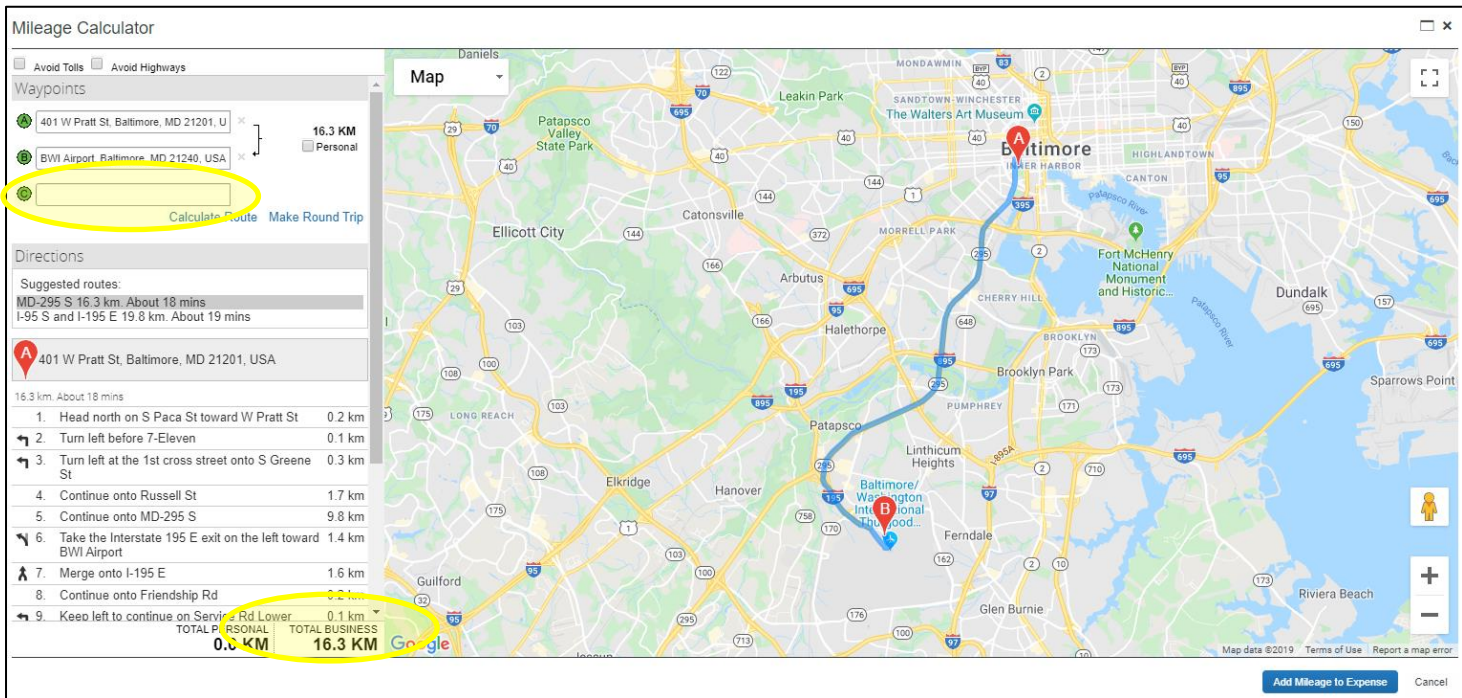 Mileage Calculator
Avoid Tolls
Avoid Highways
Waypoints
A
401 W Pratt St, Baltimore, MD 21201, U
16.3 KM
Personal
B
BWI Airport, Baltimore, MD 21240, USA
C
Calculate Route
Make Round Trip
Directions
Suggested routes:
MD-295 S 16.3 km. About 18 mins
I-95 S and I-195 E 19.8 km. About 19 mins
A
401 W Pratt St, Baltimore, MD 21201, USA
16.3 km. About 18 mins
1. Head north on S Paca St toward W Pratt St 0.2 km
2. Turn left before 7-Eleven 0.1 km
3. Turn left at the 1st cross street onto S Greene 0.3 km
St
4. Continue onto Russell St 1.7 km
5. Continue onto MD-295 S 9.8 km
6. Take the Interstate 195 E exit on the left toward 1.4 km
BWI Airport
7. Merge onto I-195 E 1.6 km
8. Continue onto Friendship Rd
9. Keep left to continue on Service Rd Lower 0.1 km
TOTAL PERSONAL
0.0 KM
TOTAL BUSINESS
16.3 KM
Map
Daniels
MONDAWMIN
Leakin Park
SANDTOWN-WINCHESTER
The Walters Art Museum
Patapsco
Valley
State Park
A
Baltimore
INNER HARBOR
HIGHLANDTOWN
CANTON
Patapsco River
Catonsville
Ellicott City
MORRELL PARK
Fort McHenry
National
Monument
and Historic...
Arbutus
CHERRY HILL
Dundalk
Patapsco River
Halethorpe
BROOKLYN
Brooklyn Park
Sparrows Point
LONG REACH
PUMPHREY
Patapsco
Linthicum
Heights
Elkridge
Hanover
Baltimore/
Washington
International
Thurgood...
B
Ferndale
Guilford
Glen Burnie
Riviera Beach
Google
Map data ©2019
Terms of Use
Report a map error
Add Mileage to Expense
Cancel